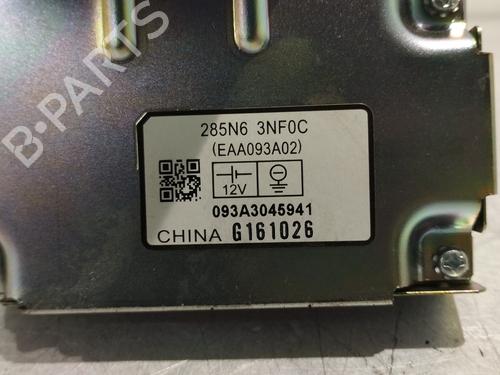 B-PARTS
285N6 3NF0C
(EAA093A02)
12V
093A3045941
CHINA G161026